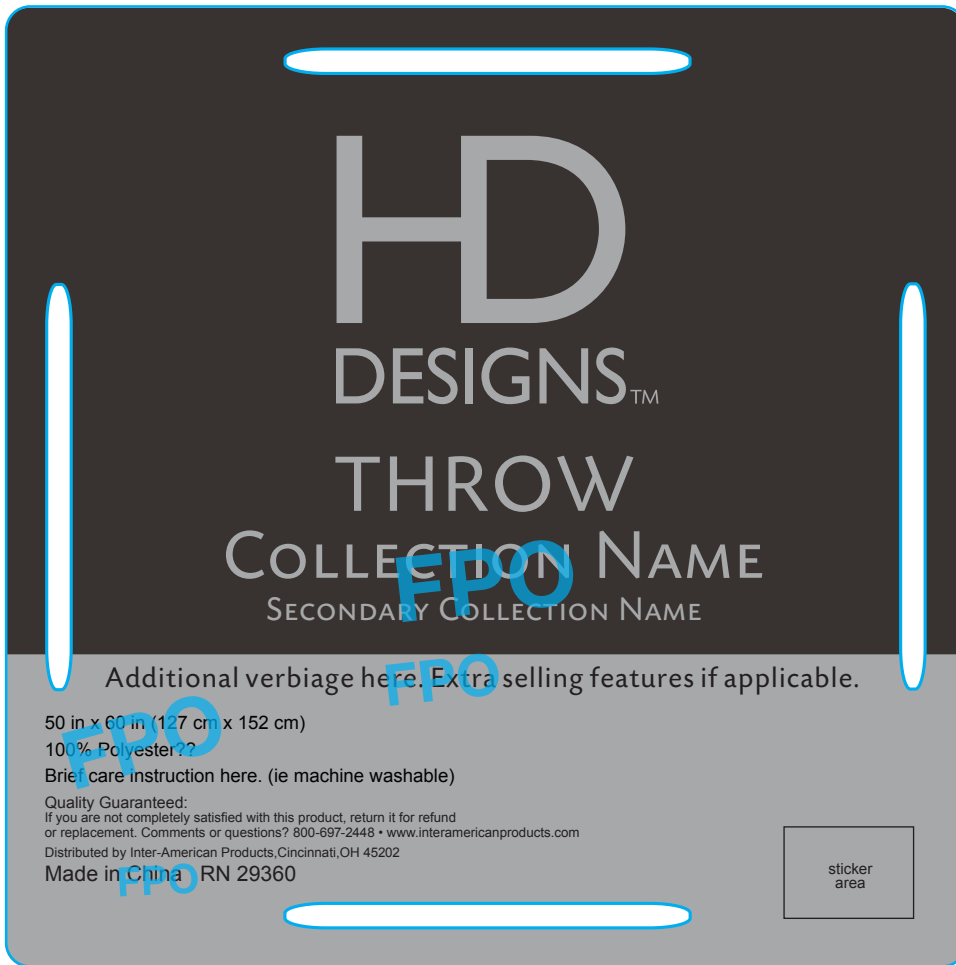 HD
DESIGNS™
THROW
COLLECTION NAME
FPO
SECONDARY COLLECTION NAME
Additional verbiage here. Extra selling features if applicable.
FPO
50 in x 60 in (127 cm x 152 cm)
FPO
100% Polyester??
Brief care instruction here. (ie machine washable)
Quality Guaranteed:
If you are not completely satisfied with this product, return it for refund
or replacement. Comments or questions? 800-697-2448 • www.interamericanproducts.com
Distributed by Inter-American Products,Cincinnati,OH 45202
Made in China RN 29360
FPO
sticker
area